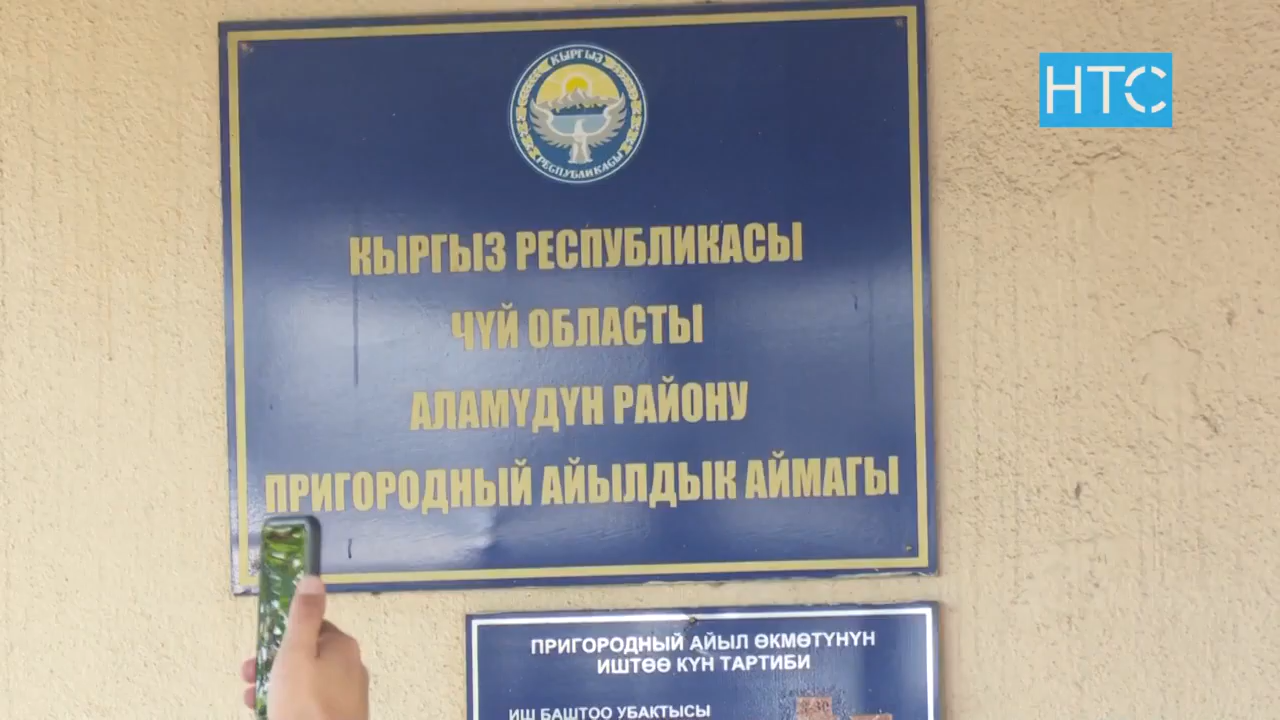 НТС
КЫРГЫЗ
РЕСПУБЛИКАСЫ
КЫРГЫЗ РЕСПУБЛИКАСЫ
ЧҮЙ ОБЛАСТЫ
АЛАМҮДҮН РАЙОНУ
ПРИГОРОДНЫЙ АЙЫЛДЫК АЙМАГЫ
ПРИГОРОДНЫЙ АЙЫЛ ӨКМӨТҮНҮН
ИШТӨӨ КҮН ТАРТИБИ
ИШ БАШТОО УБАКТЫСЫ